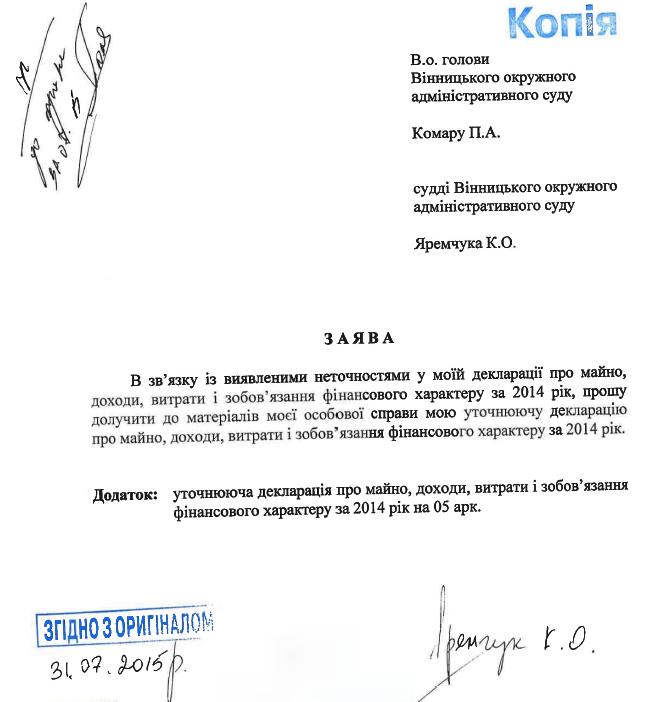 Копія
В.о. голови
Вінницького окружного
адміністративного суду
Комару П.А.
судді Вінницького окружного
адміністративного суду
Яремчука К.О.
ЗАЯВА
В зв’язку із виявленими неточностями у моїй декларації про майно,
доходи, витрати і зобов’язання фінансового характеру за 2014 рік, прошу
долучити до матеріалів моєї особової справи мою уточнюючу декларацію
про майно, доходи, витрати і зобов’язання фінансового характеру за 2014 рік.
Додаток: уточнююча декларація про майно, доходи, витрати і зобов’язання
фінансового характеру за 2014 рік на 05 арк.
ЗГІДНО З ОРИГІНАЛОМ
31.07.2015р.
Яремчук К.О.